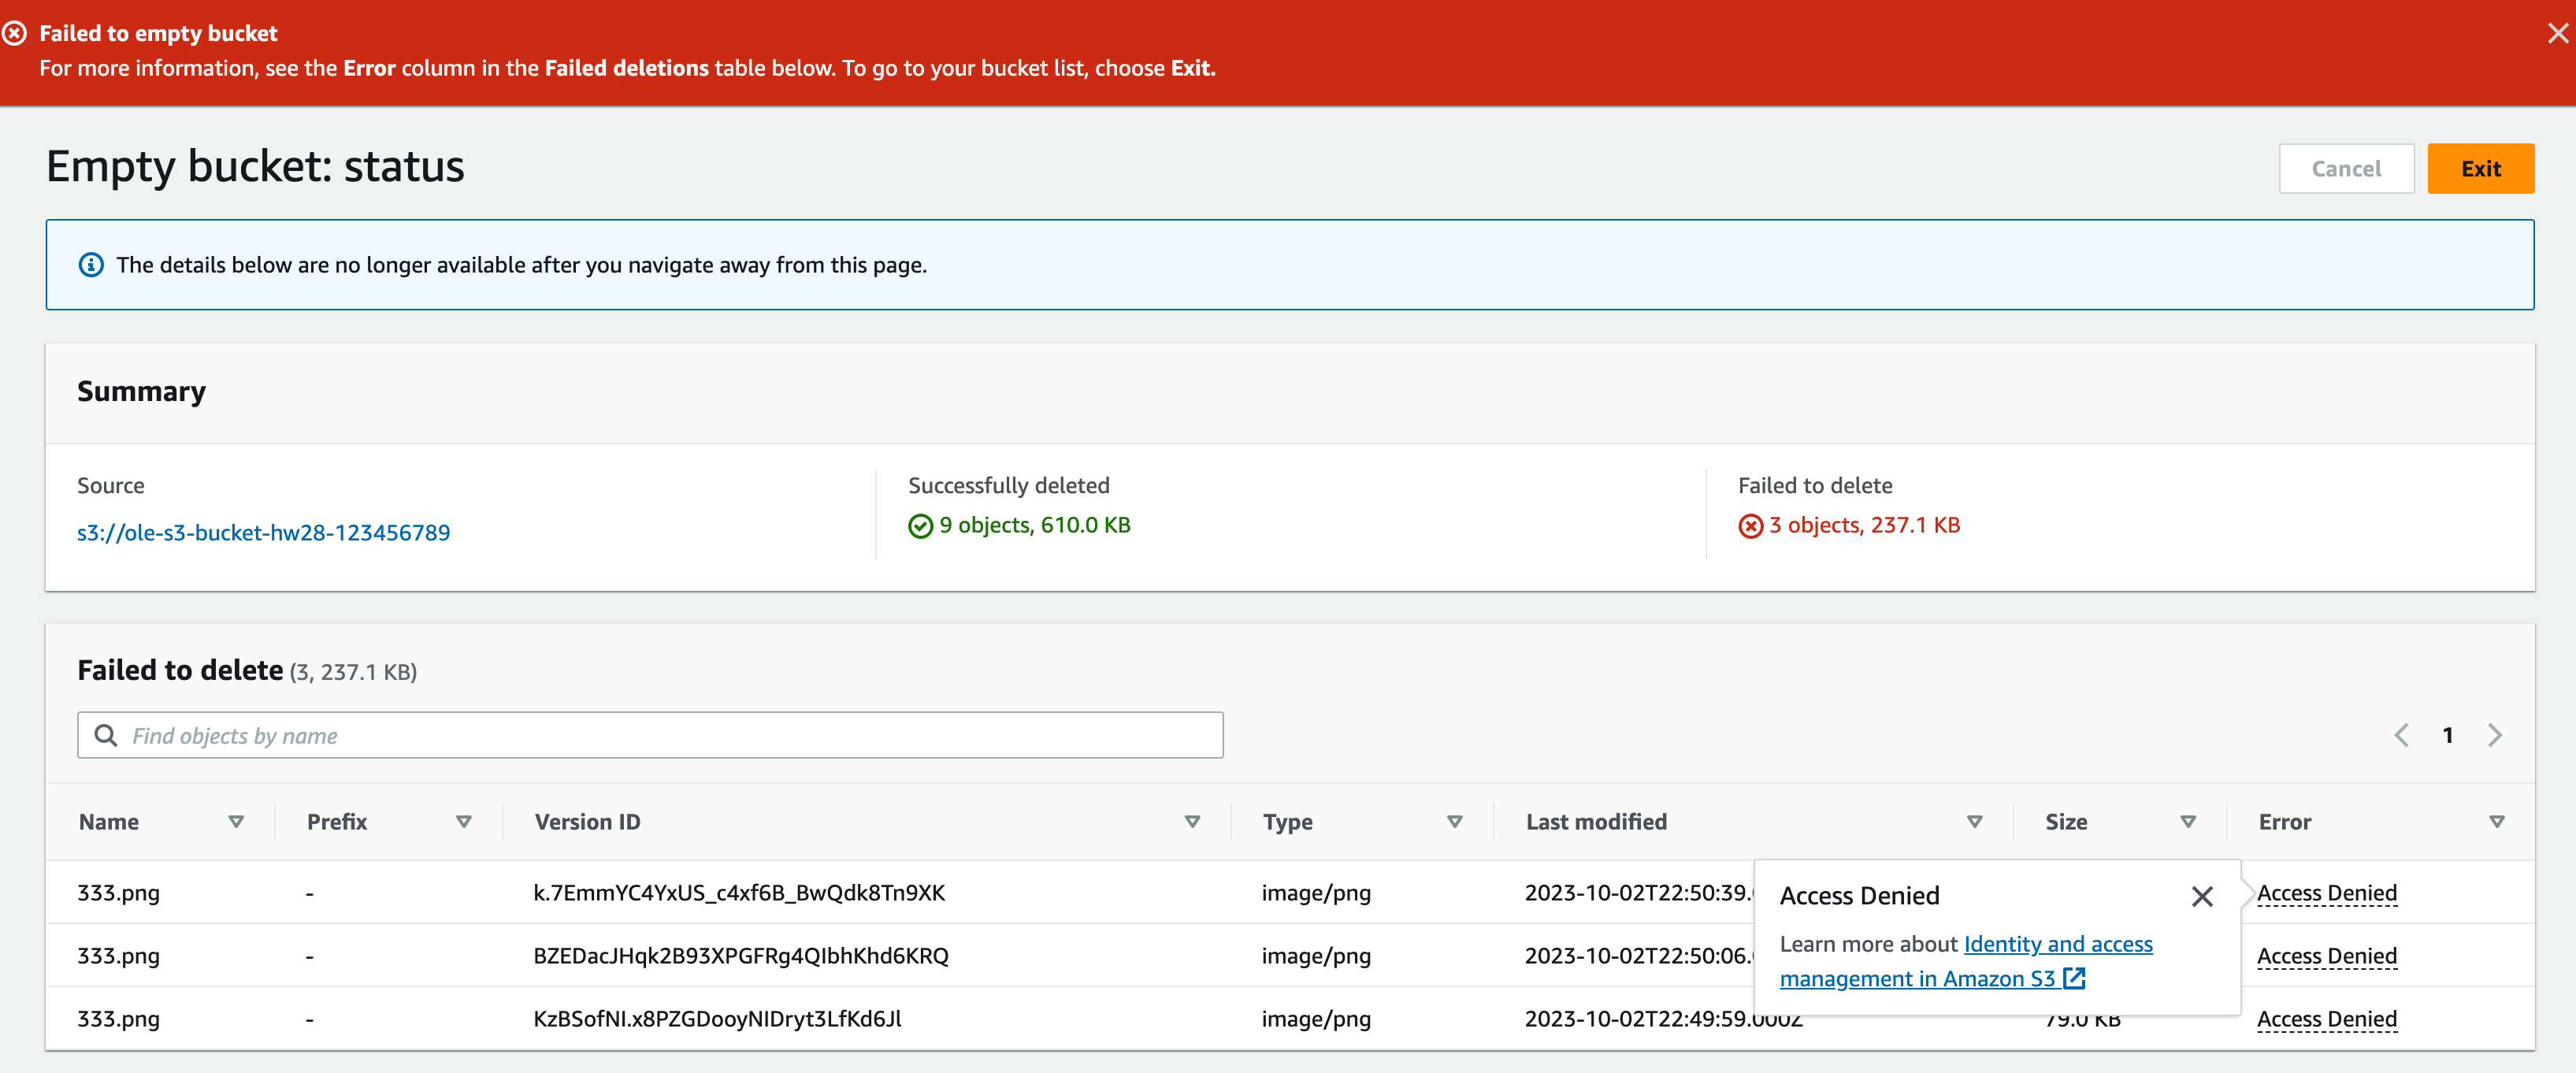 Failed to empty bucket
For more information, see the Error column in the Failed deletions table below. To go to your bucket list, choose Exit.
Empty bucket: status
Cancel
Exit
The details below are no longer available after you navigate away from this page.
Summary
Source
s3://ole-s3-bucket-hw28-123456789
Successfully deleted
9 objects, 610.0 KB
Failed to delete
3 objects, 237.1 KB
Failed to delete (3, 237.1 KB)
Find objects by name
1
Name Prefix Version ID Type Last modified Size Error
333.png - k.7EmmYC4YxUS_c4xf6B_BwQdk8Tn9XK image/png 2023-10-02T22:50:39. Access Denied
333.png - BZEDacJHqk2B93XPGFRg4QIbhKhd6KRQ image/png 2023-10-02T22:50:06. Access Denied
333.png - KzBSofNI.x8PZGDooyNIDryt3LfKd6Jl image/png 2023-10-02T22:49:59.000Z 79.0 KB Access Denied
Access Denied
Learn more about Identity and access
management in Amazon S3